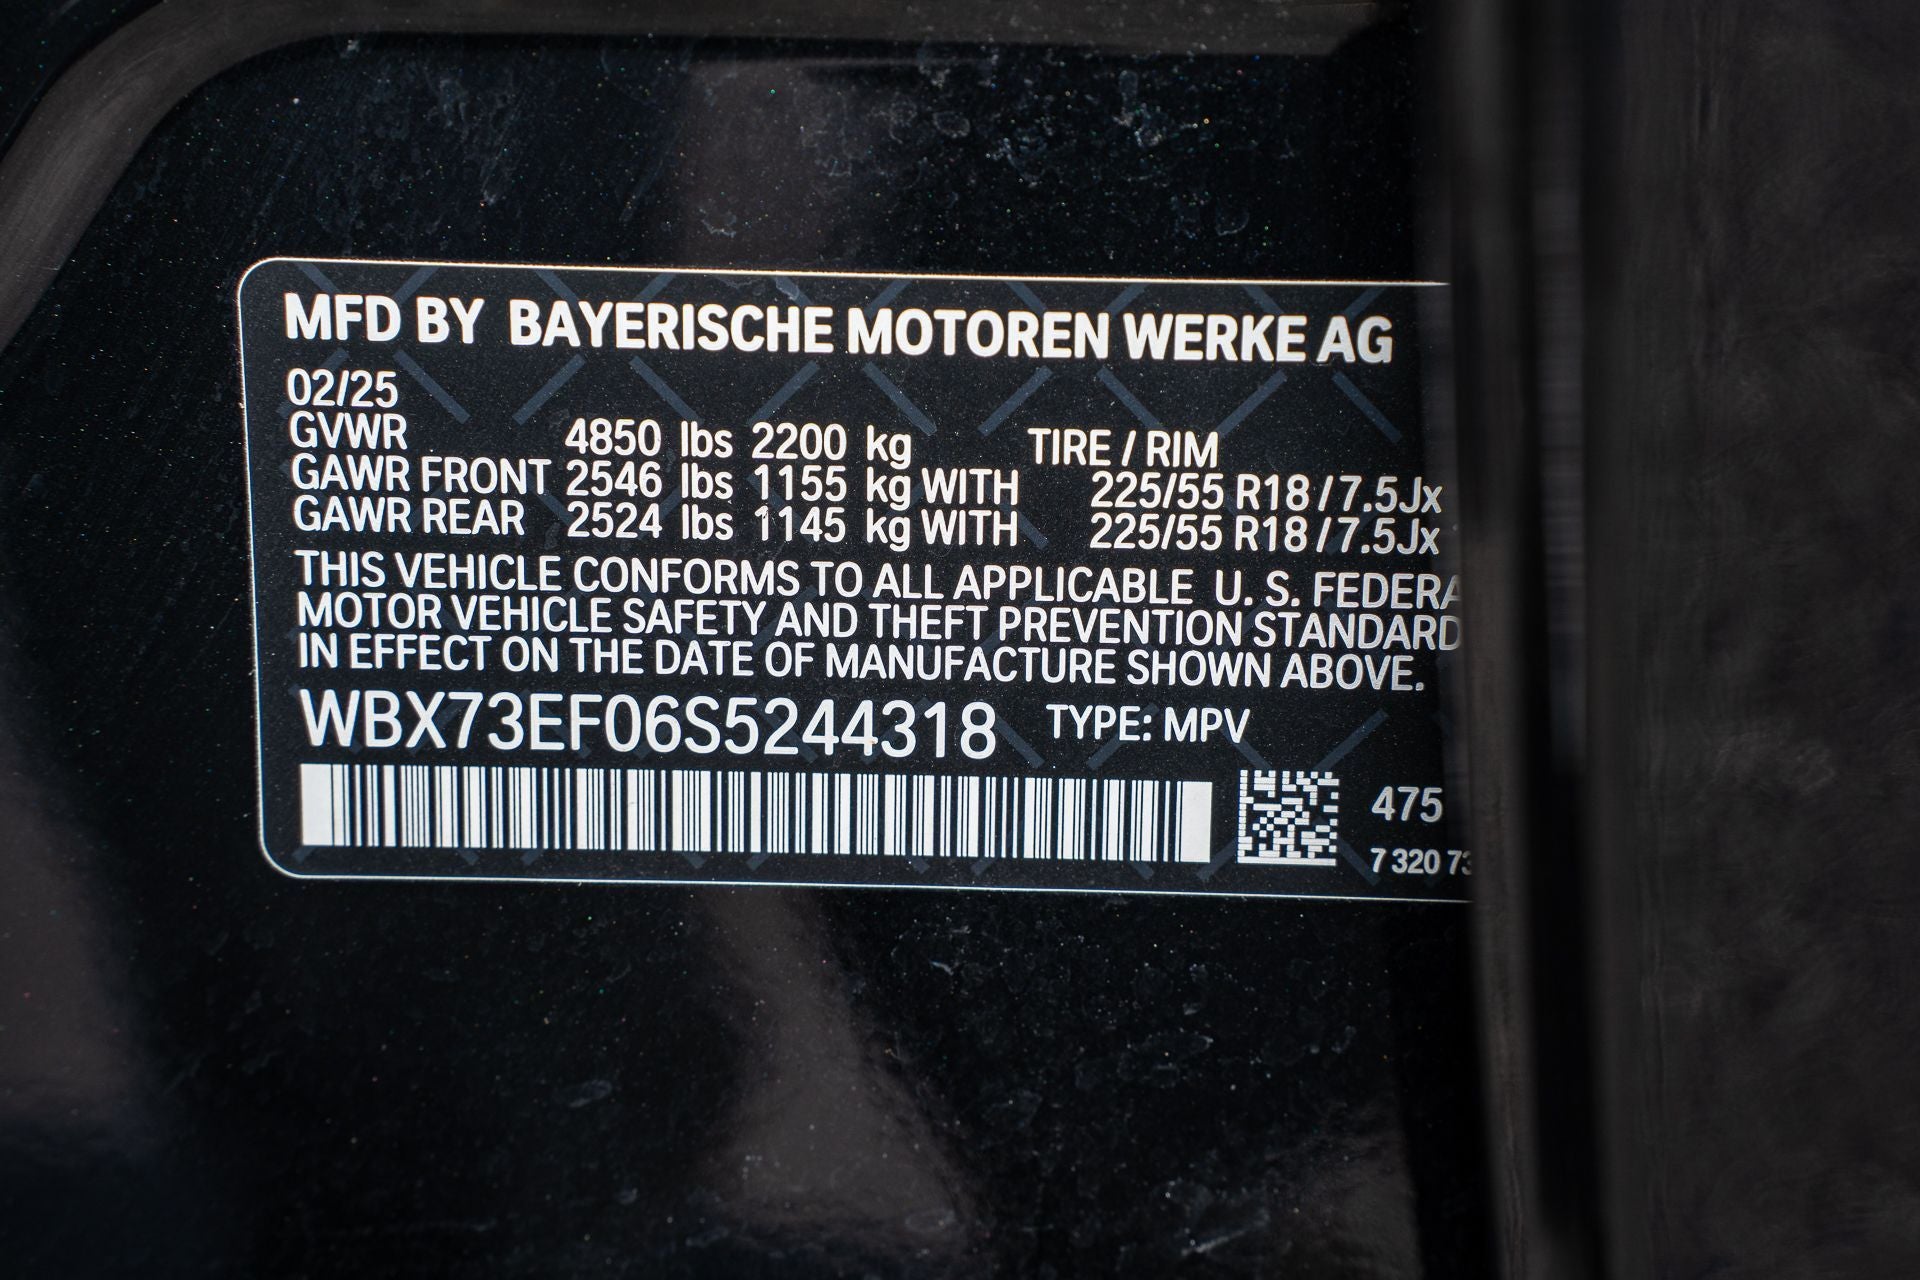 MFD BY BAYERISCHE MOTOREN WERKE AG
02/25
GVWR 4850 lbs 2200 kg TIRE / RIM
GAWR FRONT 2546 lbs 1155 kg WITH 225/55 R18 / 7.5Jx
GAWR REAR 2524 lbs 1145 kg WITH 225/55 R18 / 7.5Jx
THIS VEHICLE CONFORMS TO ALL APPLICABLE U. S. FEDERA
MOTOR VEHICLE SAFETY AND THEFT PREVENTION STANDARD
IN EFFECT ON THE DATE OF MANUFACTURE SHOWN ABOVE.
WBX73EF06S5244318 TYPE: MPV
475
7 320 73